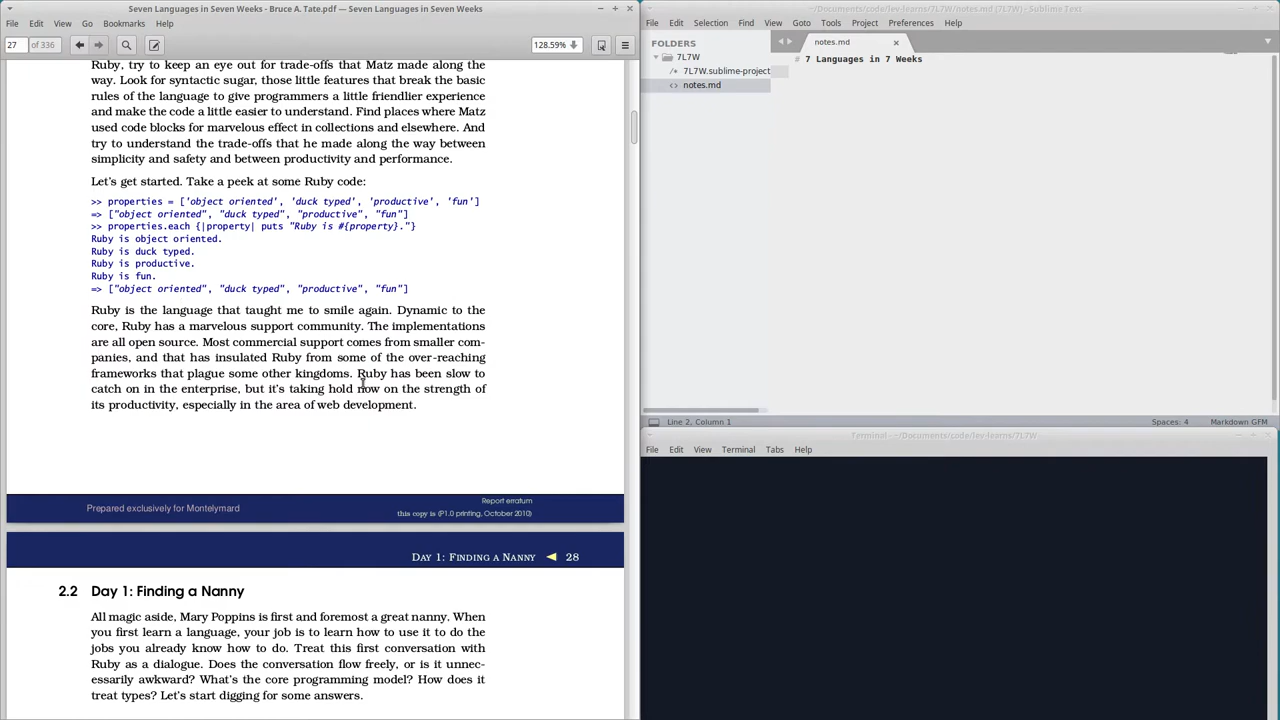 Seven Languages in Seven Weeks - Bruce A. Tate.pdf — Seven Languages in Seven Weeks
File Edit View Go Bookmarks Help
27 of 336
128.59%
Ruby, try to keep an eye out for trade-offs that Matz made along the
way. Look for syntactic sugar, those little features that break the basic
rules of the language to give programmers a little friendlier experience
and make the code a little easier to understand. Find places where Matz
used code blocks for marvelous effect in collections and elsewhere. And
try to understand the trade-offs that he made along the way between
simplicity and safety and between productivity and performance.
Let's get started. Take a peek at some Ruby code:
>> properties = ['object oriented', 'duck typed', 'productive', 'fun']
=> ["object oriented", "duck typed", "productive", "fun"]
>> properties.each {|property| puts "Ruby is #{property}."}
Ruby is object oriented.
Ruby is duck typed.
Ruby is productive.
Ruby is fun.
=> ["object oriented", "duck typed", "productive", "fun"]
Ruby is the language that taught me to smile again. Dynamic to the
core, Ruby has a marvelous support community. The implementations
are all open source. Most commercial support comes from smaller com-
panies, and that has insulated Ruby from some of the over-reaching
frameworks that plague some other kingdoms. Ruby has been slow to
catch on in the enterprise, but it's taking hold now on the strength of
its productivity, especially in the area of web development.
Prepared exclusively for Montelymard
Report erratum
this copy is (P1.0 printing, October 2010)
DAY 1: FINDING A NANNY ◀ 28
2.2 Day 1: Finding a Nanny
All magic aside, Mary Poppins is first and foremost a great nanny. When
you first learn a language, your job is to learn how to use it to do the
jobs you already know how to do. Treat this first conversation with
Ruby as a dialogue. Does the conversation flow freely, or is it unnec-
essarily awkward? What's the core programming model? How does it
treat types? Let's start digging for some answers.
~/Documents/code/lev-learns/7L7W/notes.md (7L7W) - Sublime Text
File Edit Selection Find View Goto Tools Project Preferences Help
FOLDERS
7L7W
/* 7L7W.sublime-project
<> notes.md
notes.md
# 7 Languages in 7 Weeks
Line 2, Column 1
Spaces: 4
Markdown GFM
Terminal - ~/Documents/code/lev-learns/7L7W
File Edit View Terminal Tabs Help